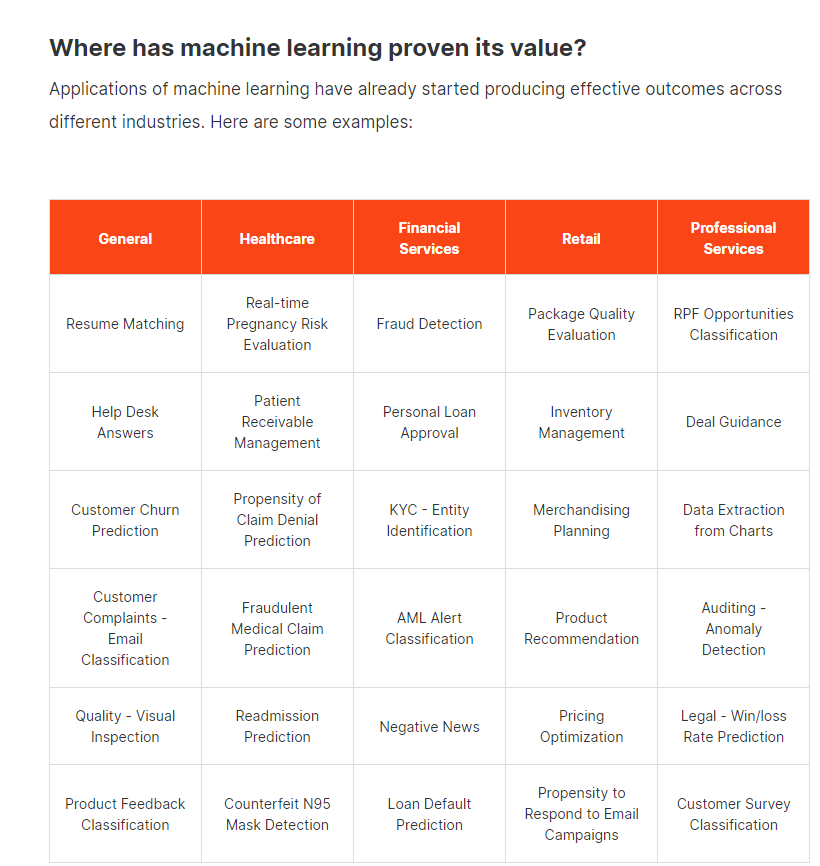 Where has machine learning proven its value?
Applications of machine learning have already started producing effective outcomes across
different industries. Here are some examples:
General
Healthcare
Financial
Services
Retail
Professional
Services
Resume Matching
Real-time
Pregnancy Risk
Evaluation
Fraud Detection
Package Quality
Evaluation
RPF Opportunities
Classification
Help Desk
Answers
Patient
Receivable
Management
Personal Loan
Approval
Inventory
Management
Deal Guidance
Customer Churn
Prediction
Propensity of
Claim Denial
Prediction
KYC - Entity
Identification
Merchandising
Planning
Data Extraction
from Charts
Customer
Complaints -
Email
Classification
Fraudulent
Medical Claim
Prediction
AML Alert
Classification
Product
Recommendation
Auditing -
Anomaly
Detection
Quality - Visual
Inspection
Readmission
Prediction
Negative News
Pricing
Optimization
Legal - Win/loss
Rate Prediction
Product Feedback
Classification
Counterfeit N95
Mask Detection
Loan Default
Prediction
Propensity to
Respond to Email
Campaigns
Customer Survey
Classification